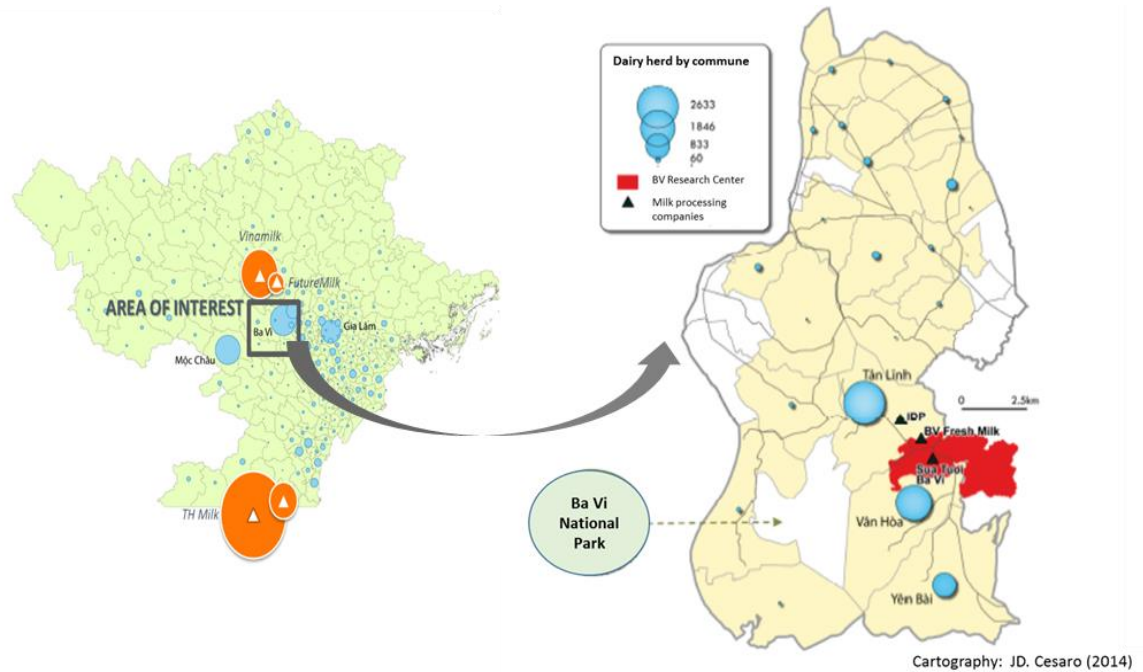 Vinamilk
FutureMilk
AREA OF INTEREST
Ba Vì
Gia Lâm
Mộc Châu
TH Milk
Dairy herd by commune
2633
1846
833
60
BV Research Center
Milk processing
companies
Tản Lĩnh
0 2.5km
IDP
BV Fresh Milk
Sua Tuoi
Ba Vi
Vân Hòa
Yên Bài
Ba Vi
National
Park
Cartography: JD. Cesaro (2014)